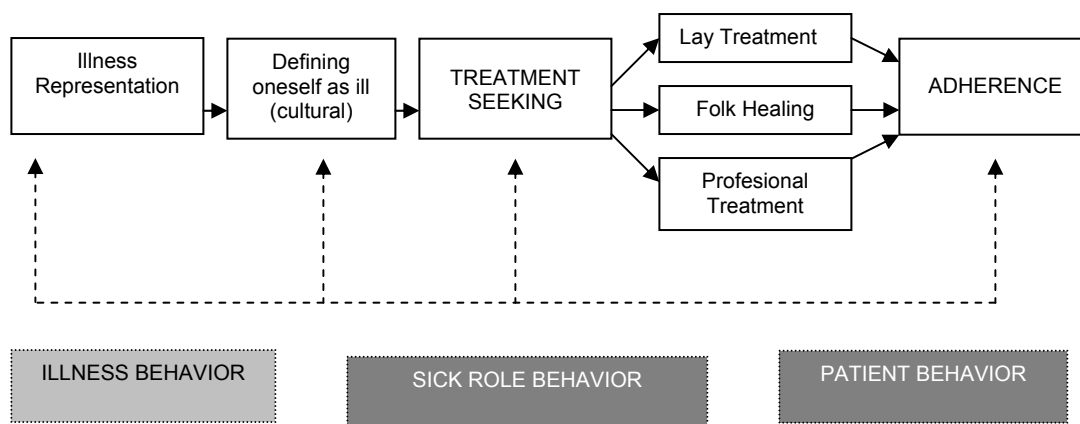 Illness
Representation
Defining
oneself as ill
(cultural)
TREATMENT
SEEKING
Lay Treatment
Folk Healing
Profesional
Treatment
ADHERENCE
ILLNESS BEHAVIOR
SICK ROLE BEHAVIOR
PATIENT BEHAVIOR